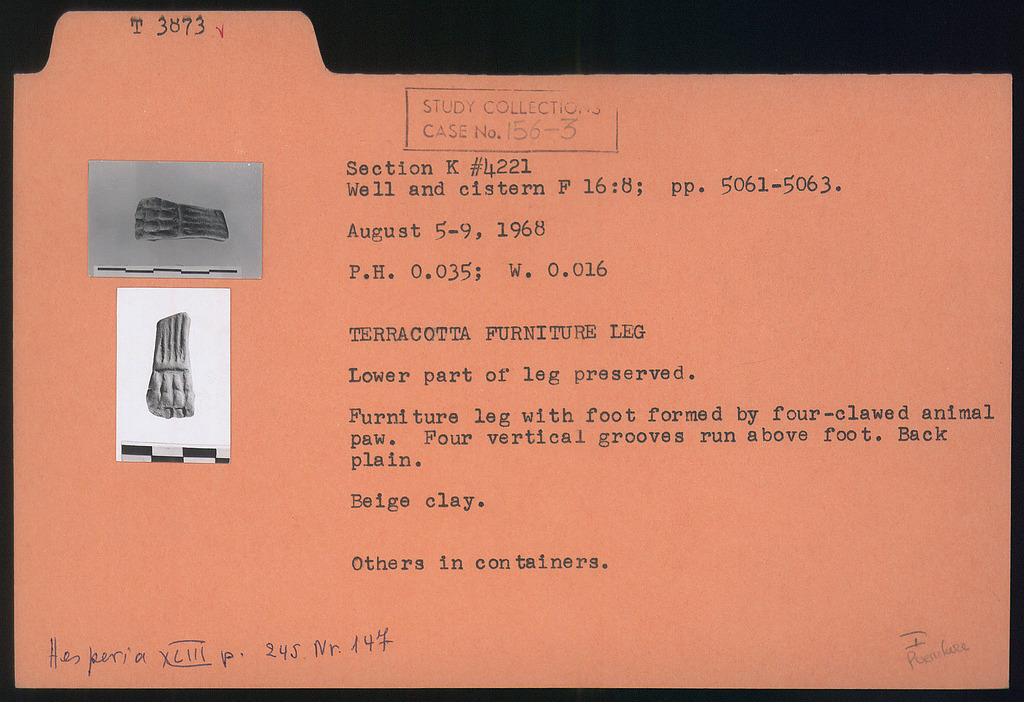 T 3873 v
STUDY COLLECTIONS
CASE No. 156-3
Section K #4221
Well and cistern F 16:8; pp. 5061-5063.
August 5-9, 1968
P.H. 0.035; W. 0.016
TERRACOTTA FURNITURE LEG
Lower part of leg preserved.
Furniture leg with foot formed by four-clawed animal
paw. Four vertical grooves run above foot. Back
plain.
Beige clay.
Others in containers.
Hesperia XLIII p. 245 Nr. 147
I
Furniture